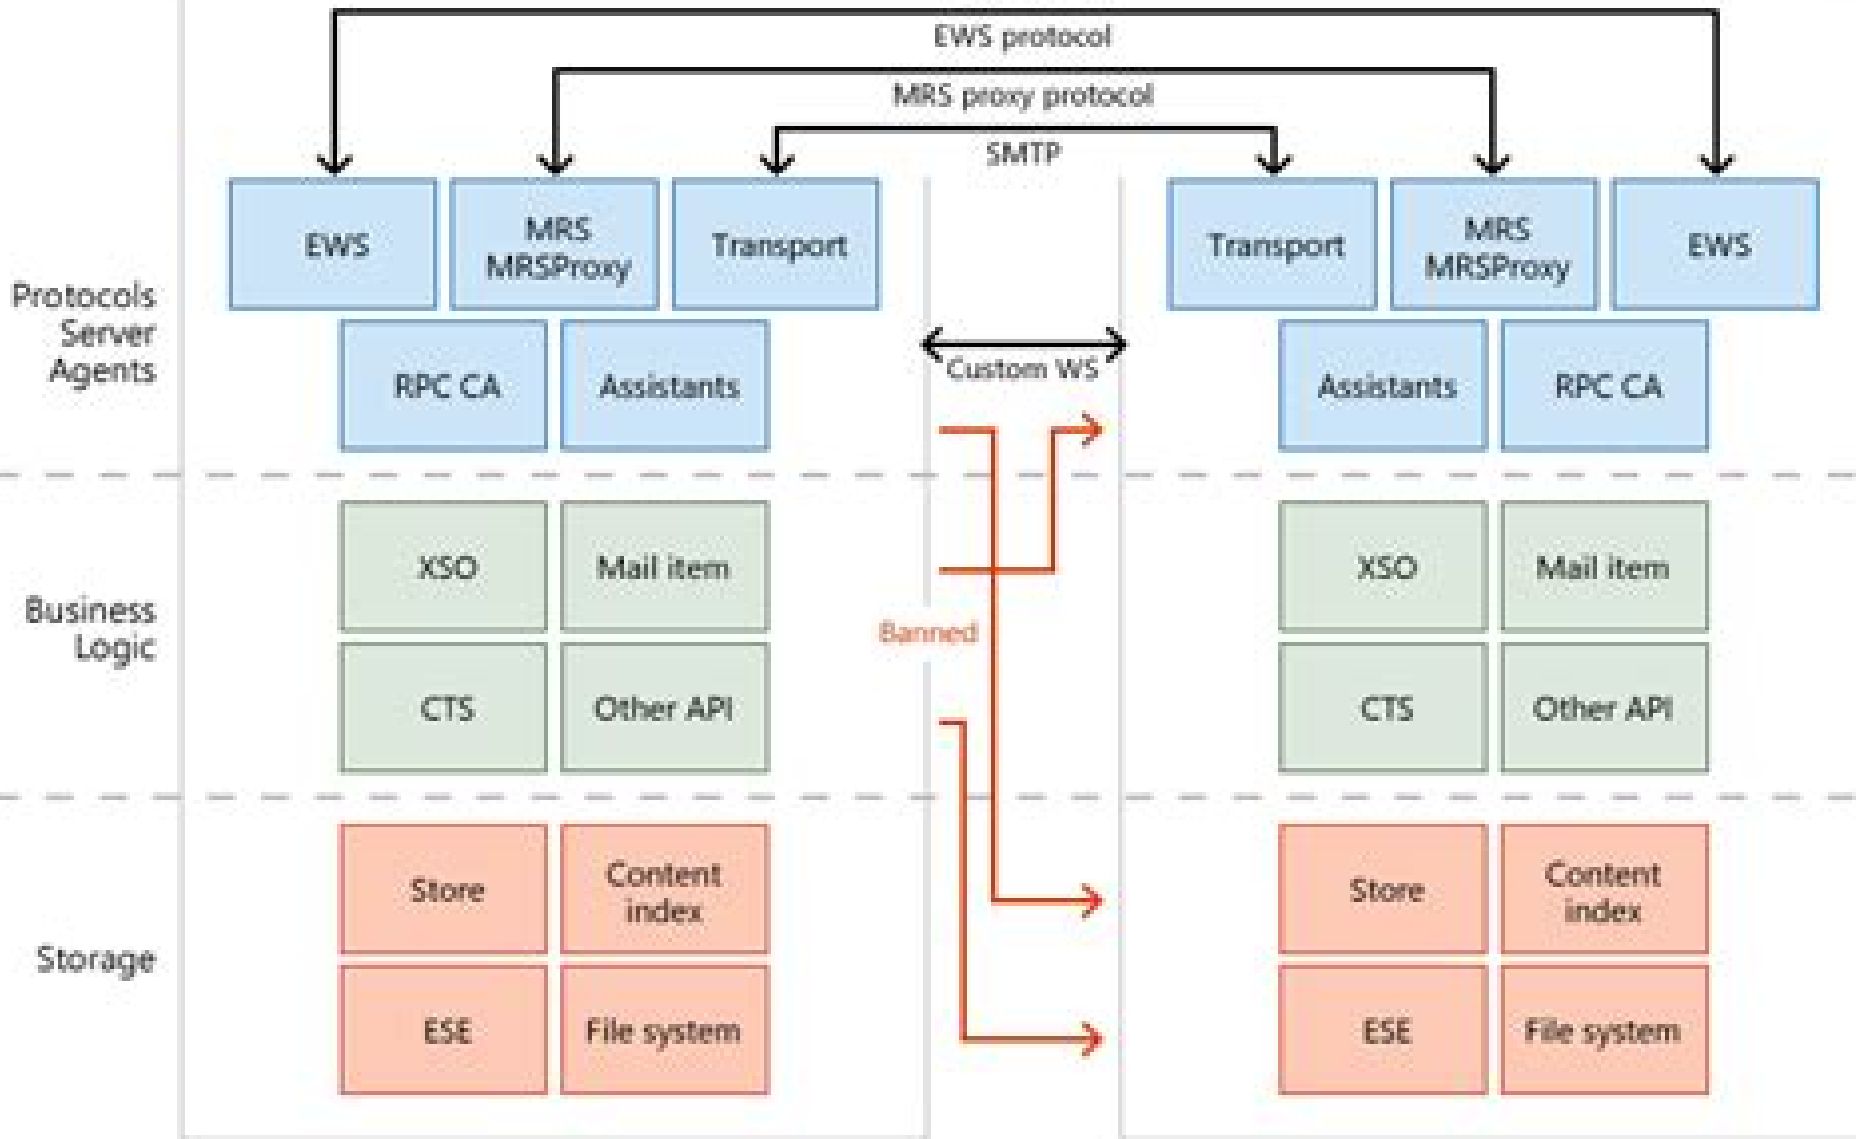 EWS protocol
MRS proxy protocol
SMTP
EWS
MRS
MRSProxy
Transport
Transport
MRS
MRSProxy
EWS
Protocols
Server
Agents
RPC CA
Assistants
Custom WS
Assistants
RPC CA
XSO
Mail item
XSO
Mail item
Business
Logic
Banned
CTS
Other API
CTS
Other API
Store
Content
index
Store
Content
index
Storage
ESE
File system
ESE
File system